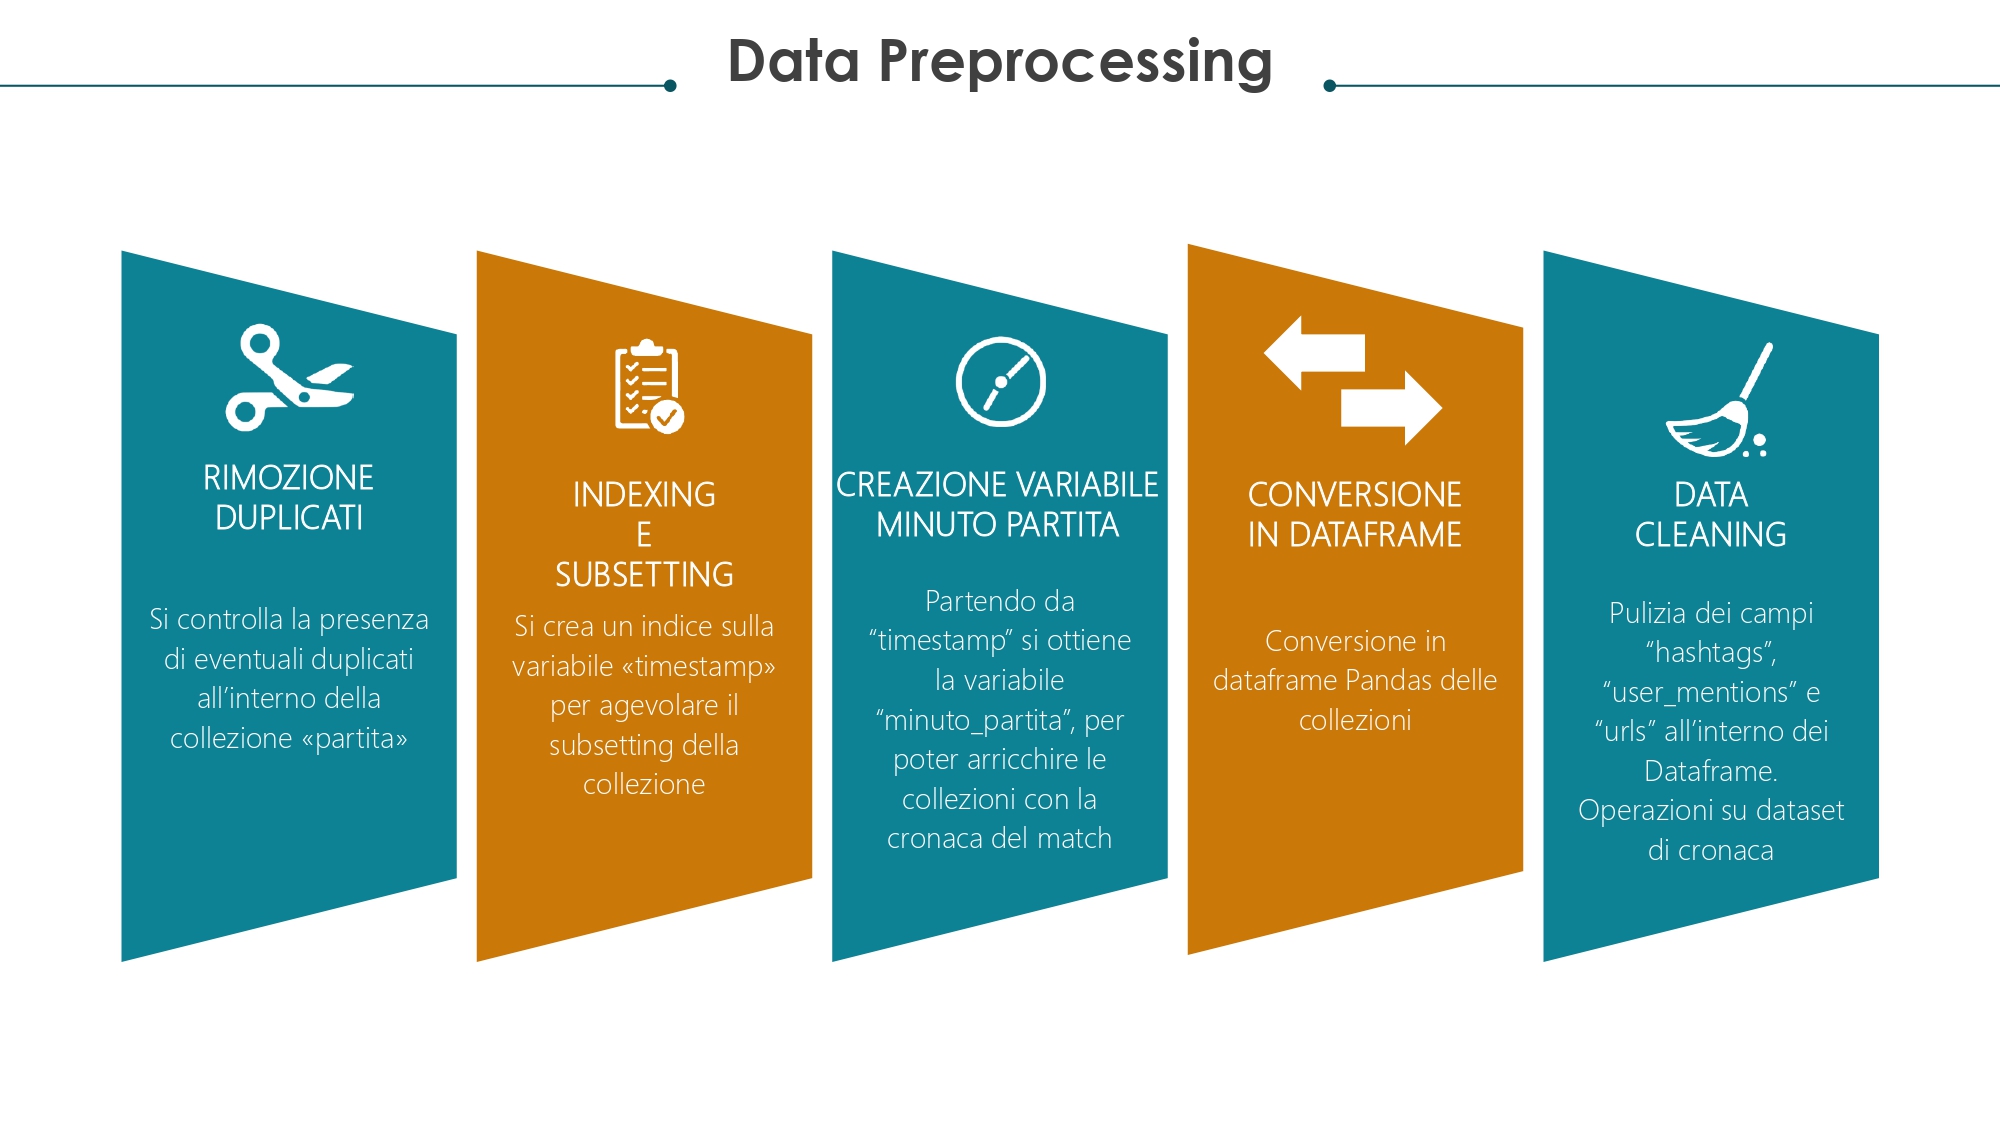 Data Preprocessing
RIMOZIONE
DUPLICATI
Si controlla la presenza
di eventuali duplicati
all’interno della
collezione «partita»
INDEXING
E
SUBSETTING
Si crea un indice sulla
variabile «timestamp»
per agevolare il
subsetting della
collezione
CREAZIONE VARIABILE
MINUTO PARTITA
Partendo da
“timestamp” si ottiene
la variabile
“minuto_partita”, per
poter arricchire le
collezioni con la
cronaca del match
CONVERSIONE
IN DATAFRAME
Conversione in
dataframe Pandas delle
collezioni
DATA
CLEANING
Pulizia dei campi
“hashtags”,
“user_mentions” e
“urls” all’interno dei
Dataframe.
Operazioni su dataset
di cronaca